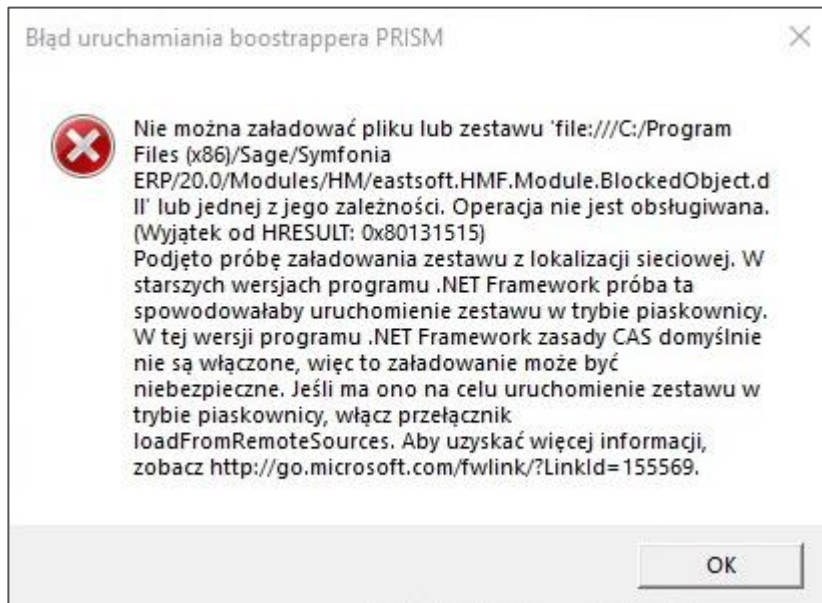 Błąd uruchamiania boostrappera PRISM
Nie można załadować pliku lub zestawu 'file:///C:/Program
Files (x86)/Sage/Symfonia
ERP/20.0/Modules/HM/eastsoft.HMF.Module.BlockedObject.d
ll' lub jednej z jego zależności. Operacja nie jest obsługiwana.
(Wyjątek od HRESULT: 0x80131515)
Podjęto próbę załadowania zestawu z lokalizacji sieciowej. W
starszych wersjach programu .NET Framework próba ta
spowodowałaby uruchomienie zestawu w trybie piaskownicy.
W tej wersji programu .NET Framework zasady CAS domyślnie
nie są włączone, więc to załadowanie może być
niebezpieczne. Jeśli ma ono na celu uruchomienie zestawu w
trybie piaskownicy, włącz przełącznik
loadFromRemoteSources. Aby uzyskać więcej informacji,
zobacz http://go.microsoft.com/fwlink/?LinkId=155569.
OK